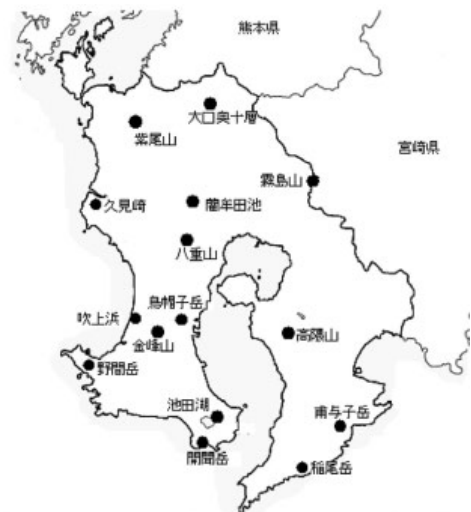 熊本県
大口奥十層
紫尾山
宮崎県
霧島山
久見崎
藺牟田池
八重山
烏帽子岳
吹上浜
金峰山
高隈山
野間岳
池田湖
甫与子岳
開聞岳
稲尾岳